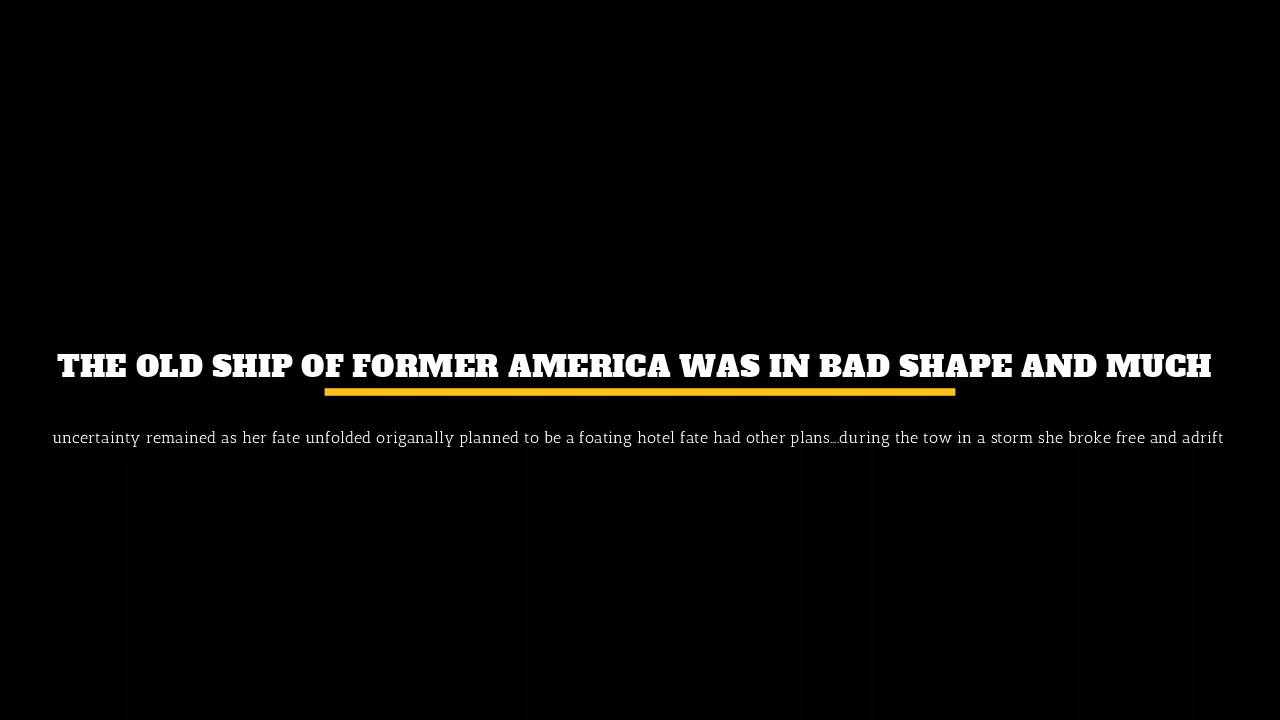 THE OLD SHIP OF FORMER AMERICA WAS IN BAD SHAPE AND MUCH
uncertainty remained as her fate unfolded origanally planned to be a foating hotel fate had other plans....during the tow in a storm she broke free and adrift